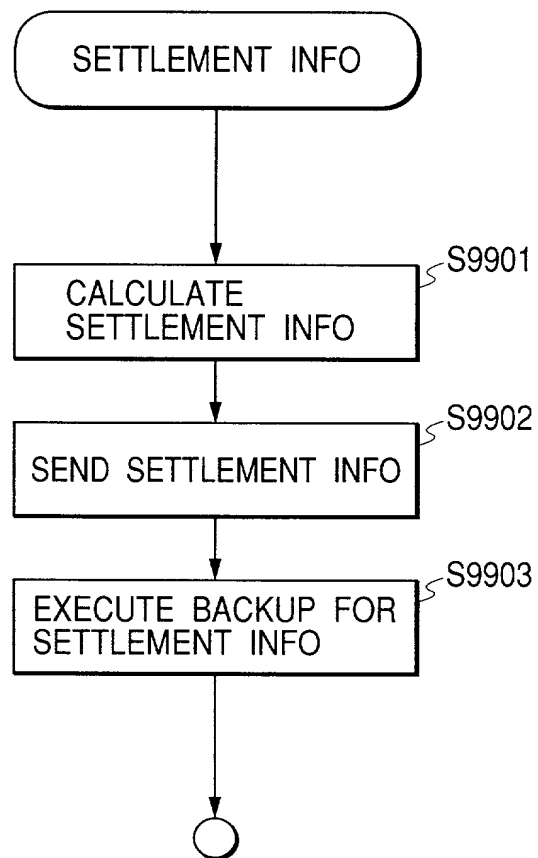 SETTLEMENT INFO
S9901
CALCULATE
SETTLEMENT INFO
S9902
SEND SETTLEMENT INFO
S9903
EXECUTE BACKUP FOR
SETTLEMENT INFO